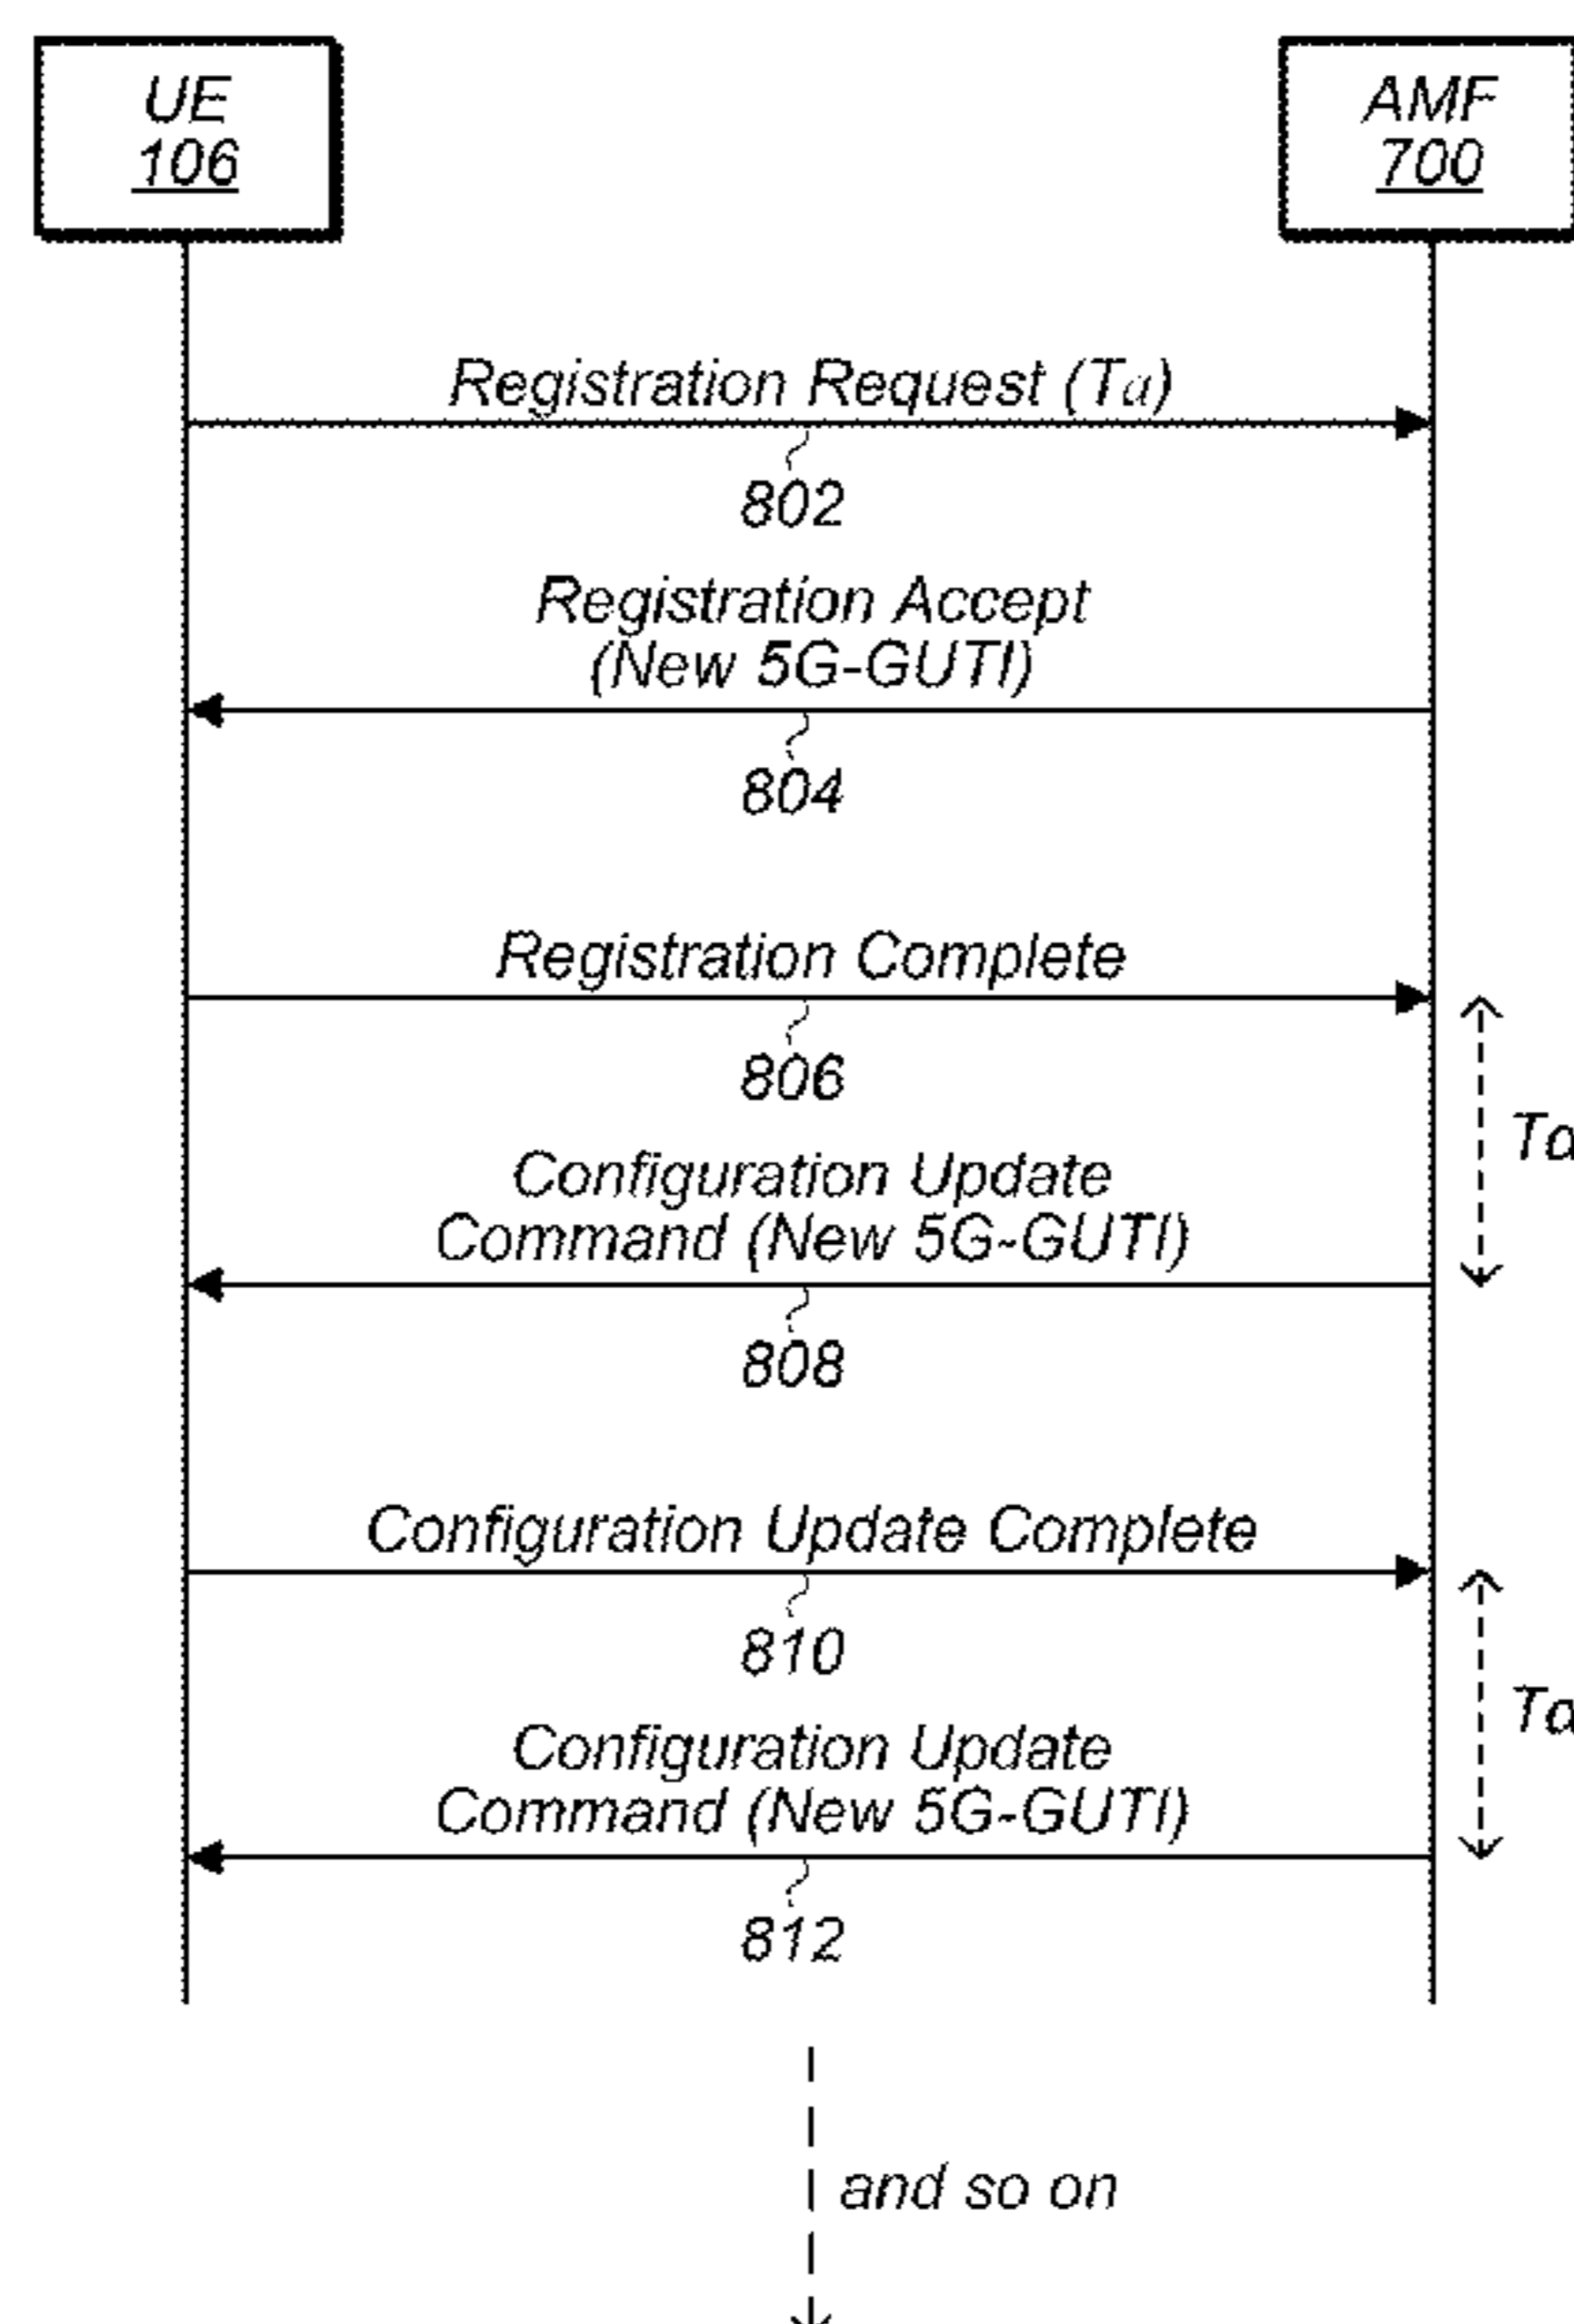 UE
106
AMF
700
Registration Request (Ta)
802
Registration Accept
(New 5G-GUTI)
804
Registration Complete
806
Ta
Configuration Update
Command (New 5G-GUTI)
808
Configuration Update Complete
810
Ta
Configuration Update
Command (New 5G-GUTI)
812
and so on